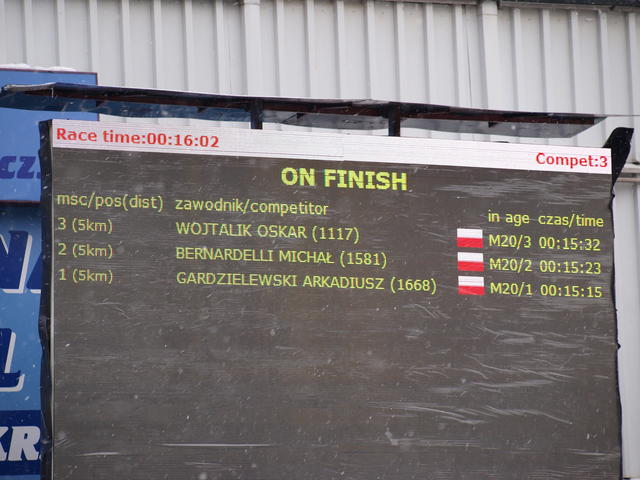 Race time:00:16:02
Compet:3
ON FINISH
msc/pos(dist) zawodnik/competitor in age czas/time
3 (5km) WOJTALIK OSKAR (1117) M20/3 00:15:32
2 (5km) BERNARDELLI MICHAŁ (1581) M20/2 00:15:23
1 (5km) GARDZIELEWSKI ARKADIUSZ (1668) M20/1 00:15:15